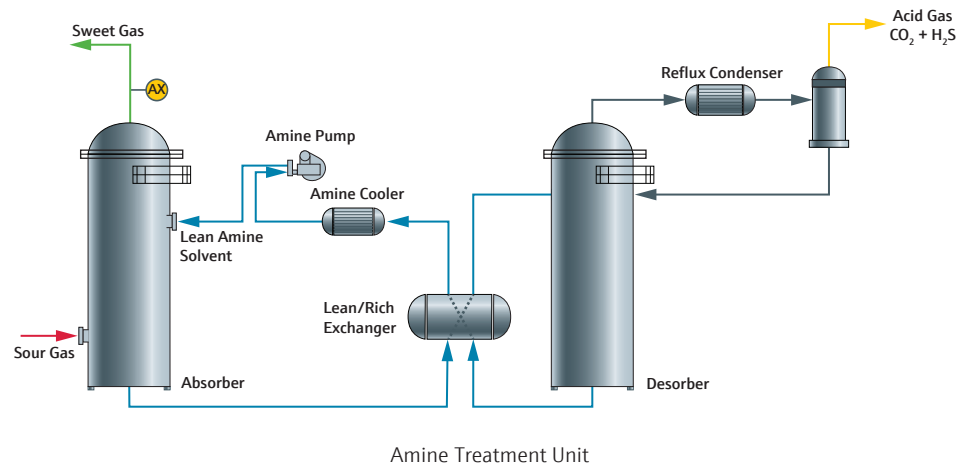 Sweet Gas
AX
Acid Gas
CO₂ + H₂S
Reflux Condenser
Amine Pump
Amine Cooler
Lean Amine
Solvent
Lean/Rich
Exchanger
Sour Gas
Absorber
Desorber
Amine Treatment Unit